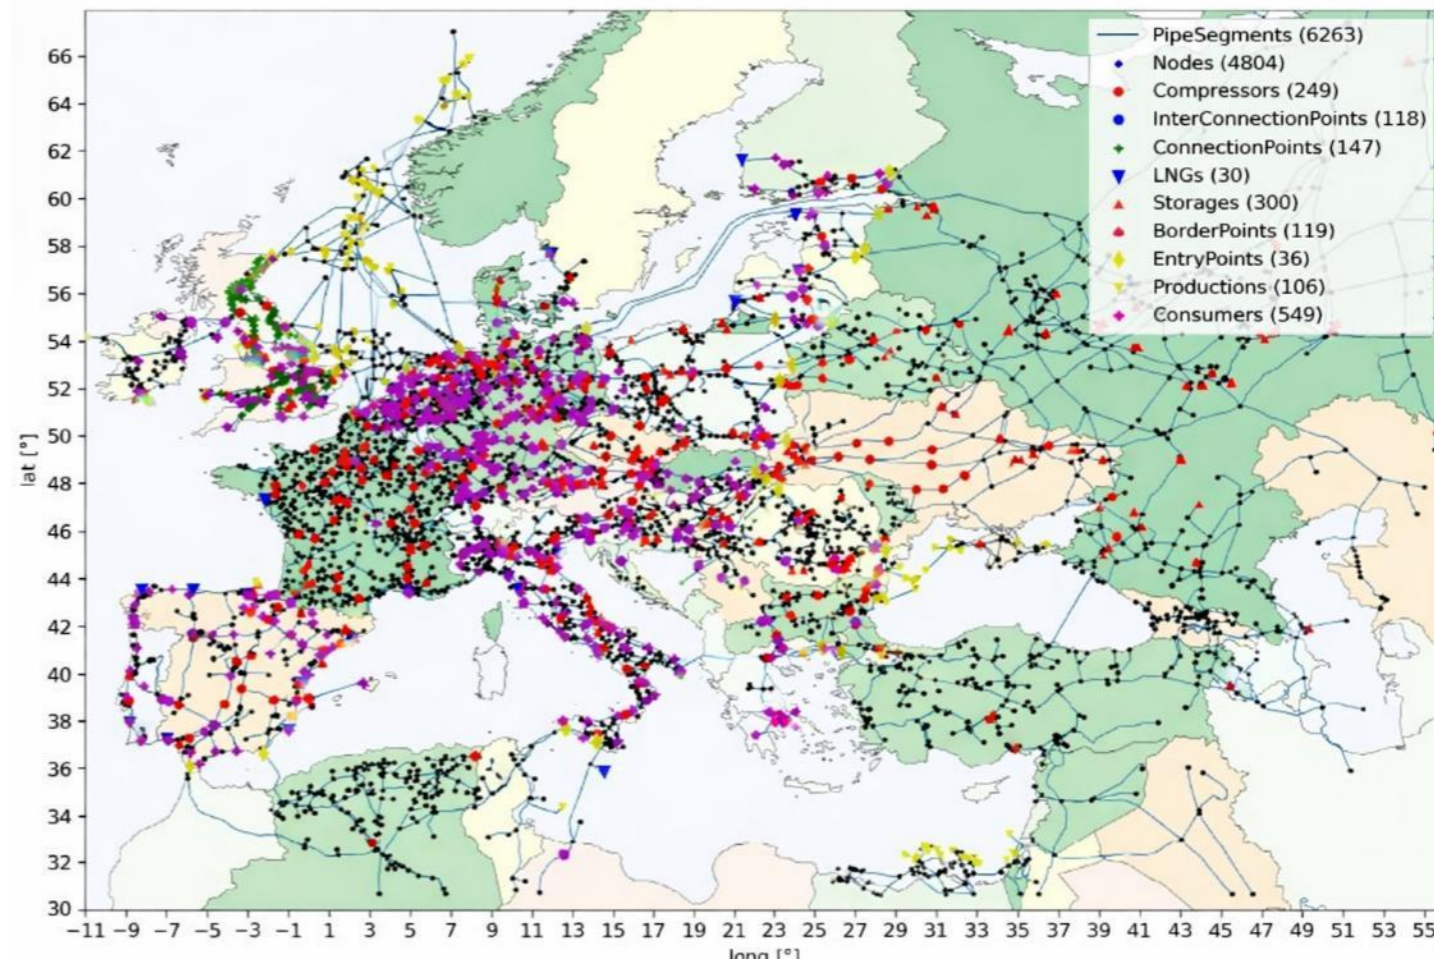 PipeSegments (6263)
Nodes (4804)
Compressors (249)
InterConnectionPoints (118)
ConnectionPoints (147)
LNGs (30)
Storages (300)
BorderPoints (119)
EntryPoints (36)
Productions (106)
Consumers (549)
66
64
62
60
58
56
54
52
50
48
46
44
42
40
38
36
34
32
30
lat [°]
−11 −9 −7 −5 −3 −1 1 3 5 7 9 11 13 15 17 19 21 23 25 27 29 31 33 35 37 39 41 43 45 47 49 51 53 55
long [°]